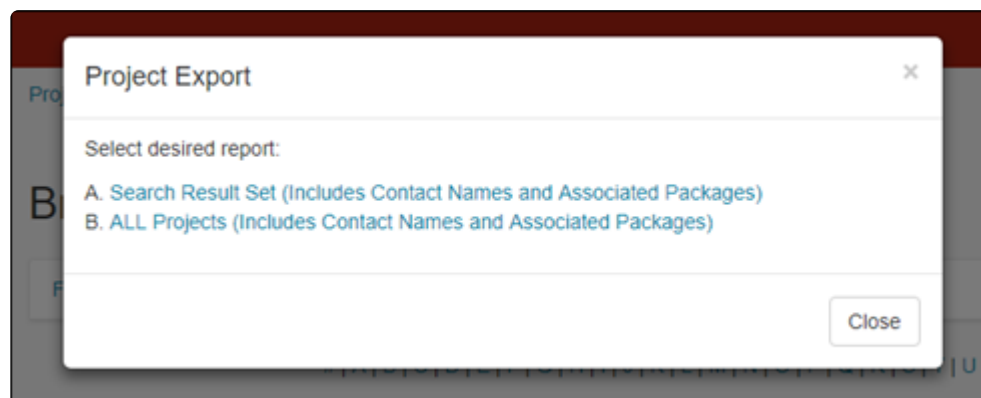 Project Export
×
Pro
Select desired report:
A. Search Result Set (Includes Contact Names and Associated Packages)
B. ALL Projects (Includes Contact Names and Associated Packages)
B
F
Close
| U